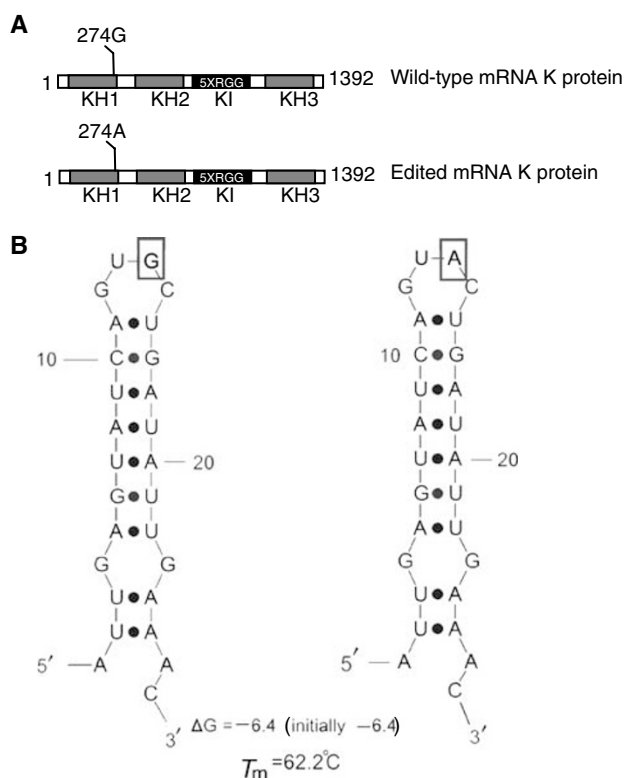 A
274G
1 5XRGG 1392 Wild-type mRNA K protein
KH1 KH2 KI KH3
274A
1 5XRGG 1392 Edited mRNA K protein
KH1 KH2 KI KH3
B
U G U A
G C G C
A U A U
10 C G 10 C G
U A U A
A U A U
U A 20 U A 20
G U G U
A U A U
G G G G
U A U A
U A U A
5′ A A 5′ A A
C C
3′ ΔG = −6.4 (initially −6.4) 3′
Tm =62.2°C